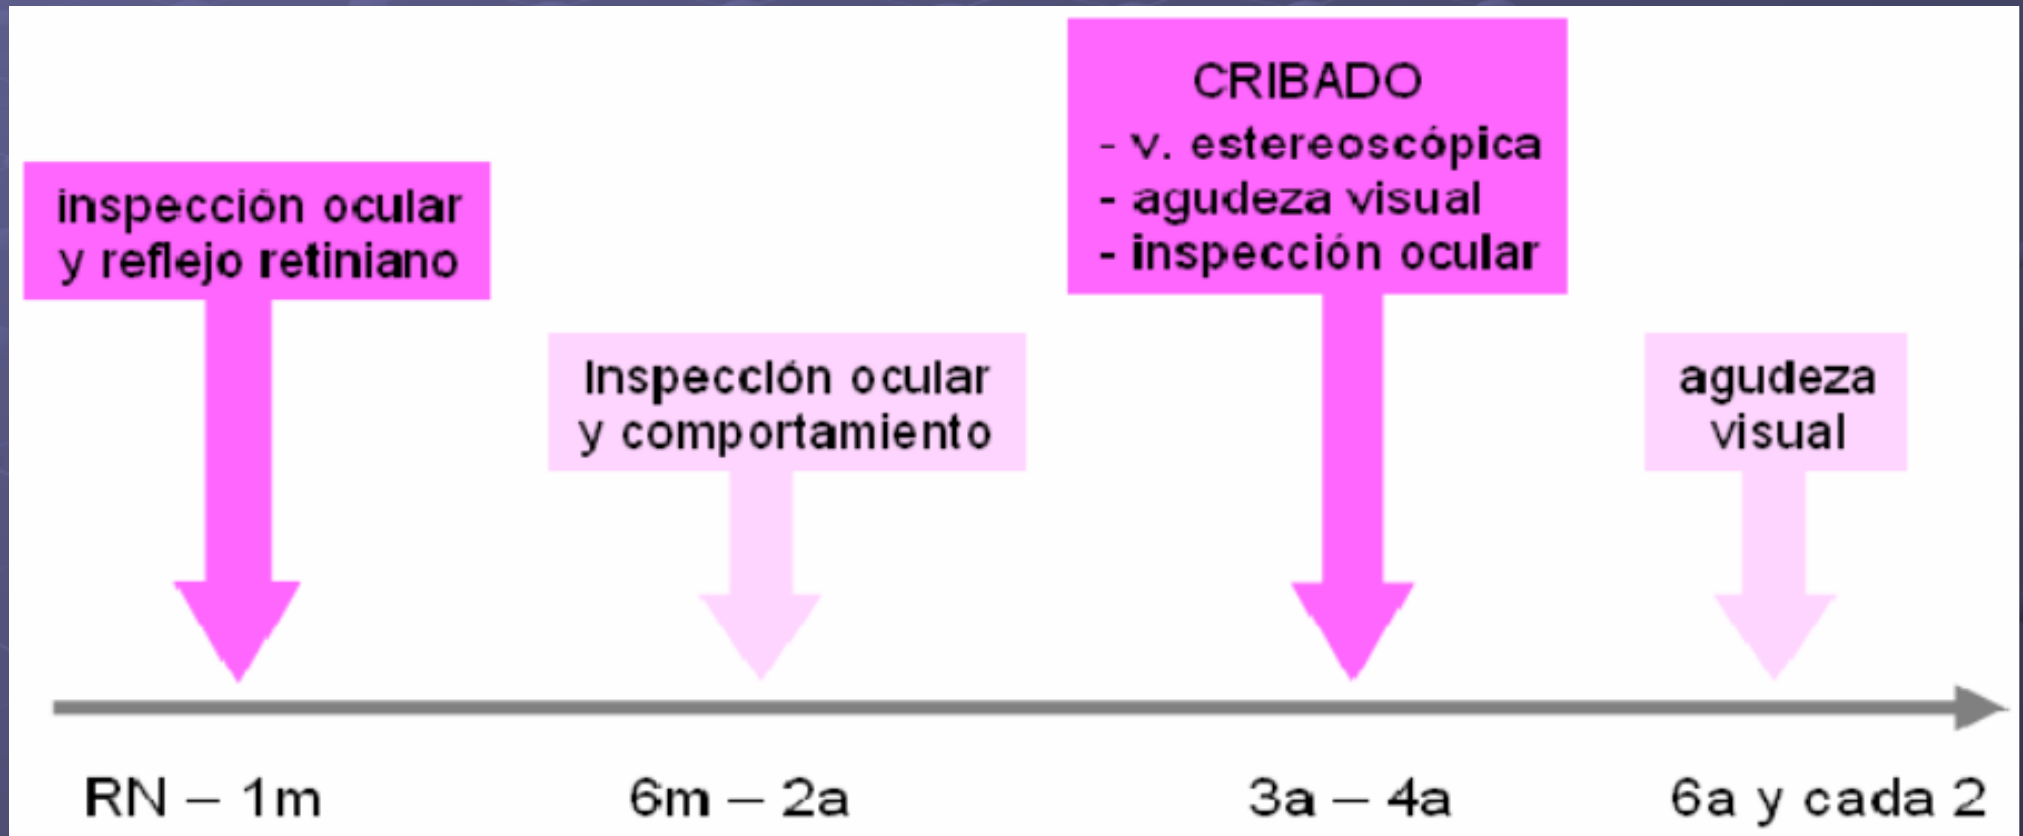 inspección ocular
y reflejo retiniano
Inspección ocular
y comportamiento
CRIBADO
- v. estereoscópica
- agudeza visual
- inspección ocular
agudeza
visual
RN – 1m
6m – 2a
3a – 4a
6a y cada 2